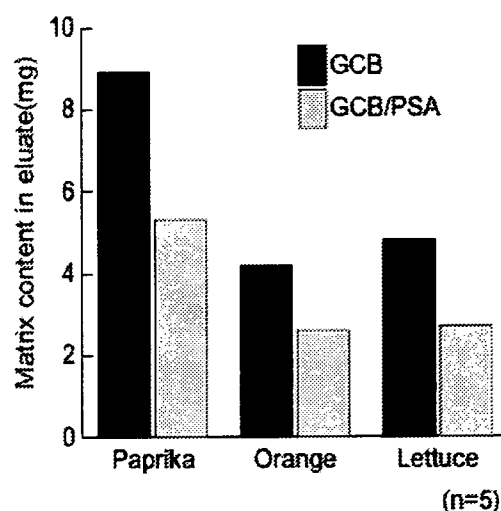 Matrix content in eluate(mg)
10
8
6
4
2
0
GCB
GCB/PSA
Paprika
Orange
Lettuce
(n=5)